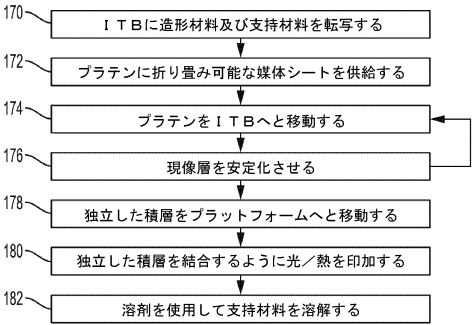 170
ITBに造形材料及び支持材料を転写する
172
プラテンに折り畳み可能な媒体シートを供給する
174
プラテンをITBへと移動する
176
現像層を安定化させる
178
独立した積層をプラットフォームへと移動する
180
独立した積層を結合するように光/熱を印加する
182
溶剤を使用して支持材料を溶解する